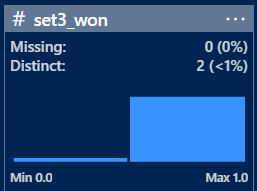 # set3_won ...
Missing: 0 (0%)
Distinct: 2 (<1%)
Min 0.0 Max 1.0